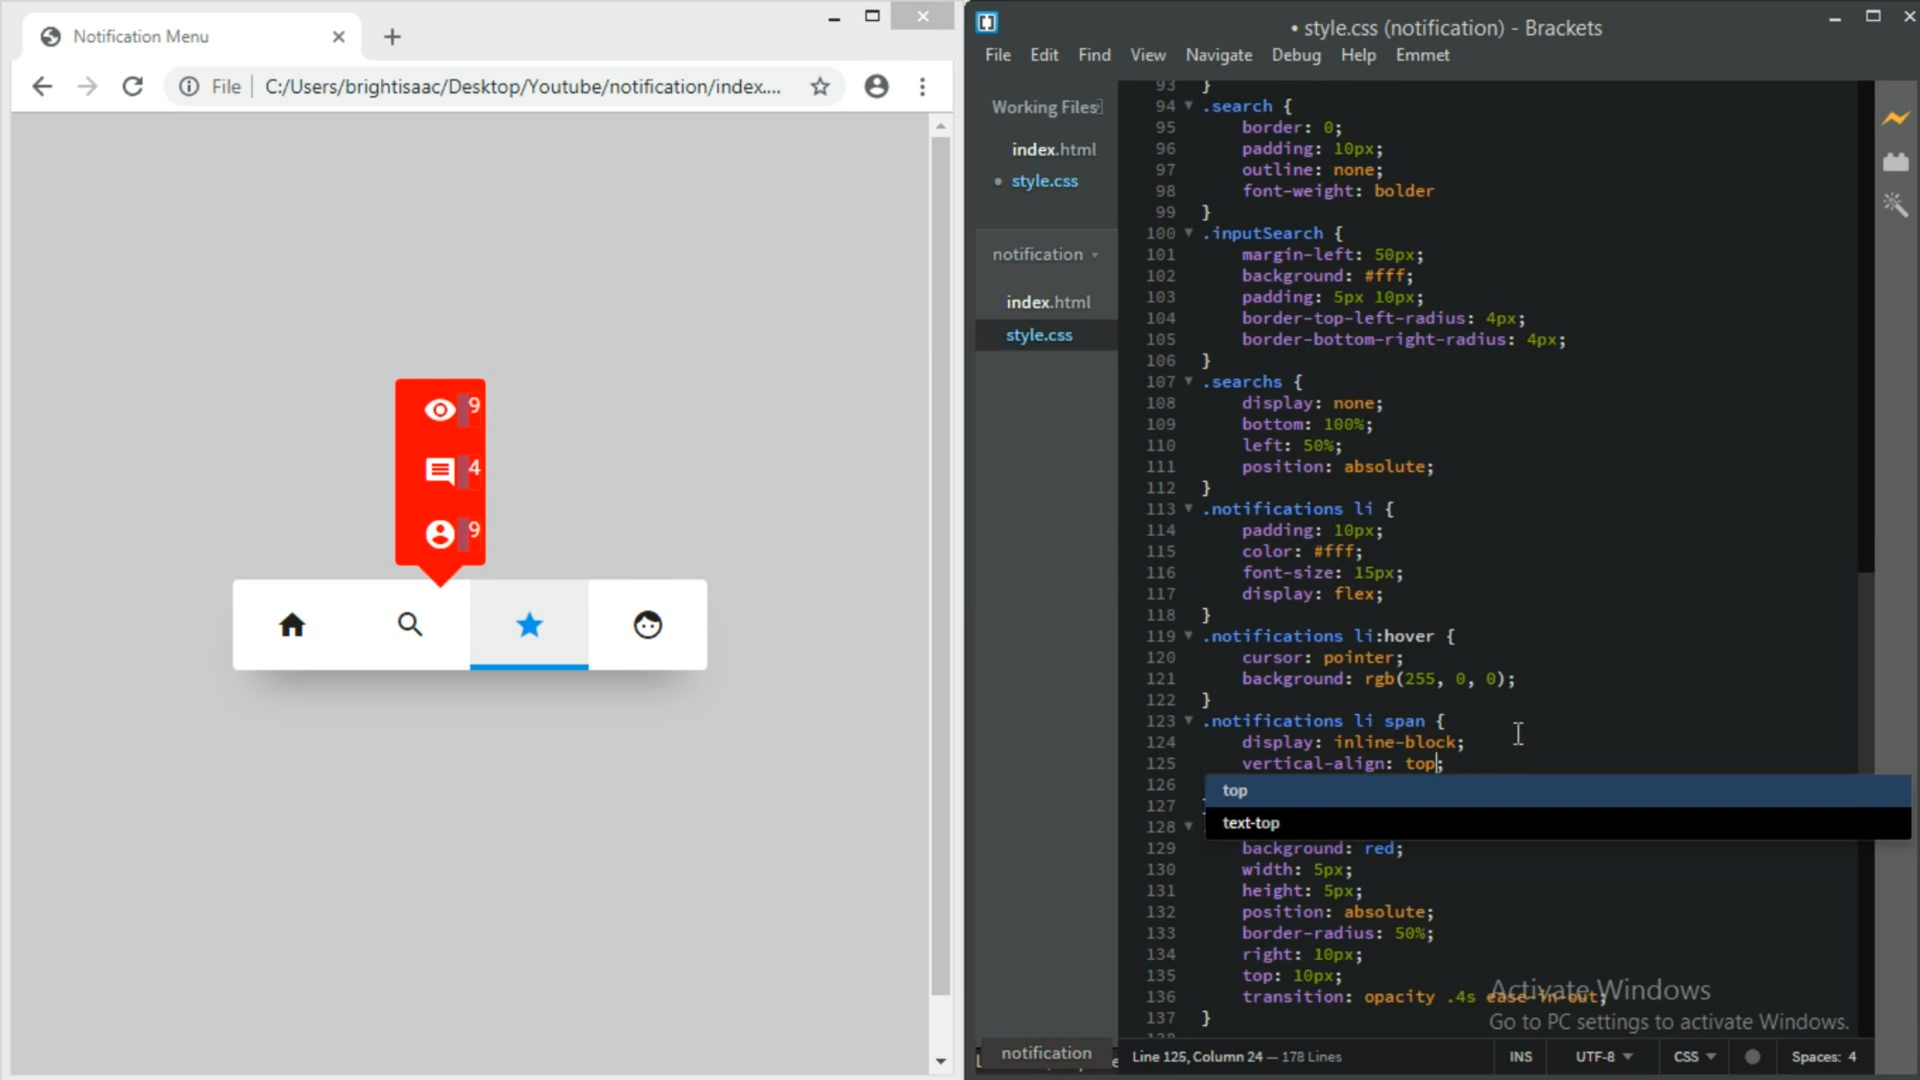 Notification Menu
File
C:/Users/brightisaac/Desktop/Youtube/notification/index....
9
4
9
• style.css (notification) - Brackets
File Edit Find View Navigate Debug Help Emmet
Working Files
index.html
style.css
notification
index.html
style.css
93 }
94 .search {
95 border: 0;
96 padding: 10px;
97 outline: none;
98 font-weight: bolder
99 }
100 .inputSearch {
101 margin-left: 50px;
102 background: #fff;
103 padding: 5px 10px;
104 border-top-left-radius: 4px;
105 border-bottom-right-radius: 4px;
106 }
107 .searchs {
108 display: none;
109 bottom: 100%;
110 left: 50%;
111 position: absolute;
112 }
113 .notifications li {
114 padding: 10px;
115 color: #fff;
116 font-size: 15px;
117 display: flex;
118 }
119 .notifications li:hover {
120 cursor: pointer;
121 background: rgb(255, 0, 0);
122 }
123 .notifications li span {
124 display: inline-block;
125 vertical-align: top;
126
top
127
text-top
128
129 background: red;
130 width: 5px;
131 height: 5px;
132 position: absolute;
133 border-radius: 50%;
134 right: 10px;
135 top: 10px;
136 transition: opacity .4s ease-in-out;
137 }
Activate Windows
Go to PC settings to activate Windows.
notification
Line 125, Column 24 — 178 Lines
INS
UTF-8
CSS
Spaces: 4